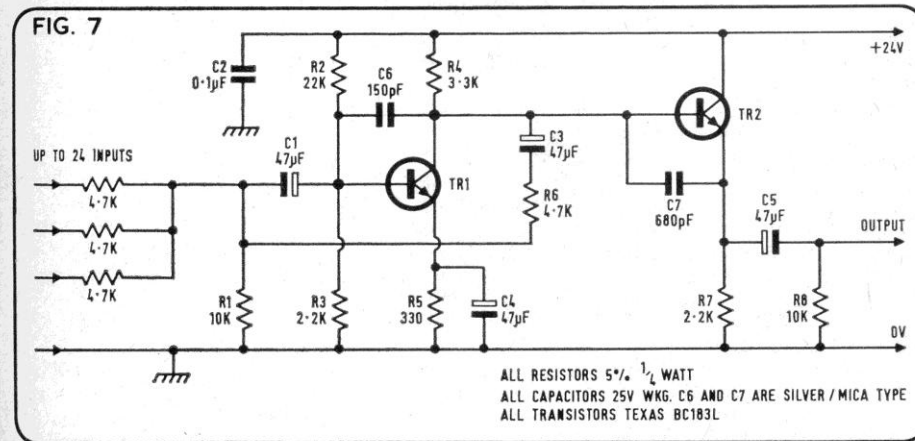 FIG. 7
+24V
C2
0·1µF
R2
22K
C6
150pF
R4
3·3K
TR2
UP TO 24 INPUTS
C1
47µF
C3
47µF
TR1
4·7K
R6
4·7K
C7
680pF
C5
47µF
OUTPUT
4·7K
4·7K
R1
10K
R3
2·2K
R5
330
C4
47µF
R7
2·2K
R8
10K
0V
ALL RESISTORS 5% 1/4 WATT
ALL CAPACITORS 25V WKG. C6 AND C7 ARE SILVER/MICA TYPE
ALL TRANSISTORS TEXAS BC183L